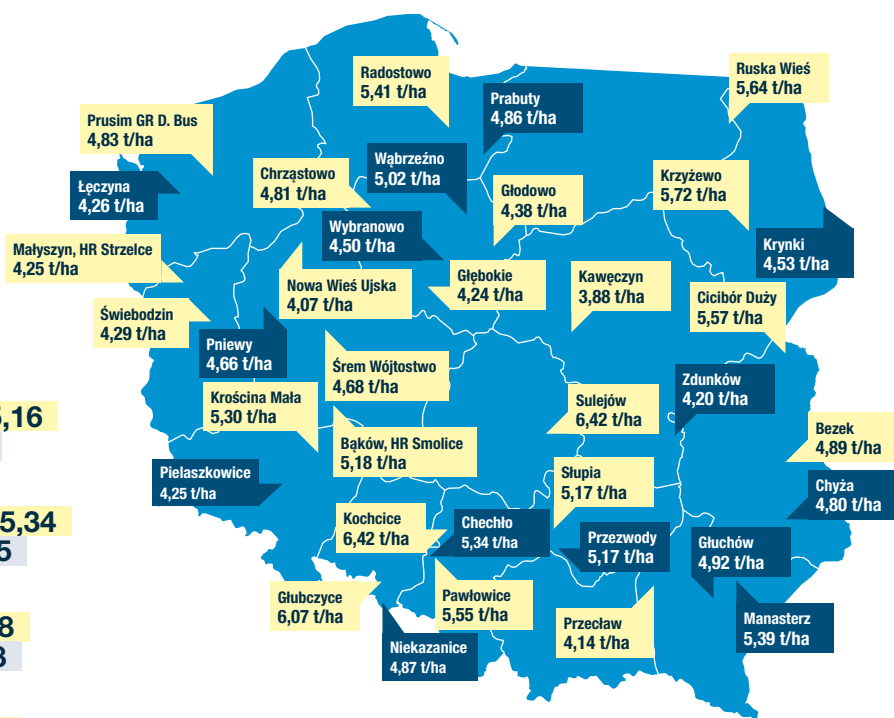 Radostowo
5,41 t/ha
Ruska Wieś
5,64 t/ha
Prabuty
4,86 t/ha
Prusim GR D. Bus
4,83 t/ha
Wąbrzeźno
5,02 t/ha
Chrząstowo
4,81 t/ha
Łęczyna
4,26 t/ha
Głodowo
4,38 t/ha
Krzyżewo
5,72 t/ha
Wybranowo
4,50 t/ha
Krynki
4,53 t/ha
Małyszyn, HR Strzelce
4,25 t/ha
Nowa Wieś Ujska
4,07 t/ha
Głębokie
4,24 t/ha
Kawęczyn
3,88 t/ha
Cicibór Duży
5,57 t/ha
Świebodzin
4,29 t/ha
Pniewy
4,66 t/ha
Śrem Wójtostwo
4,68 t/ha
Zdunków
4,20 t/ha
Krościna Mała
5,30 t/ha
Sulejów
6,42 t/ha
5,16
Bezek
4,89 t/ha
Bąków, HR Smolice
5,18 t/ha
Pielaszkowice
4,25 t/ha
Słupia
5,17 t/ha
Chyża
4,80 t/ha
Kochcice
6,42 t/ha
Chechło
5,34 t/ha
5,34
5
Przezwody
5,17 t/ha
Głuchów
4,92 t/ha
Głubczyce
6,07 t/ha
Pawłowice
5,55 t/ha
Przecław
4,14 t/ha
Manasterz
5,39 t/ha
8
3
Niekazanice
4,87 t/ha